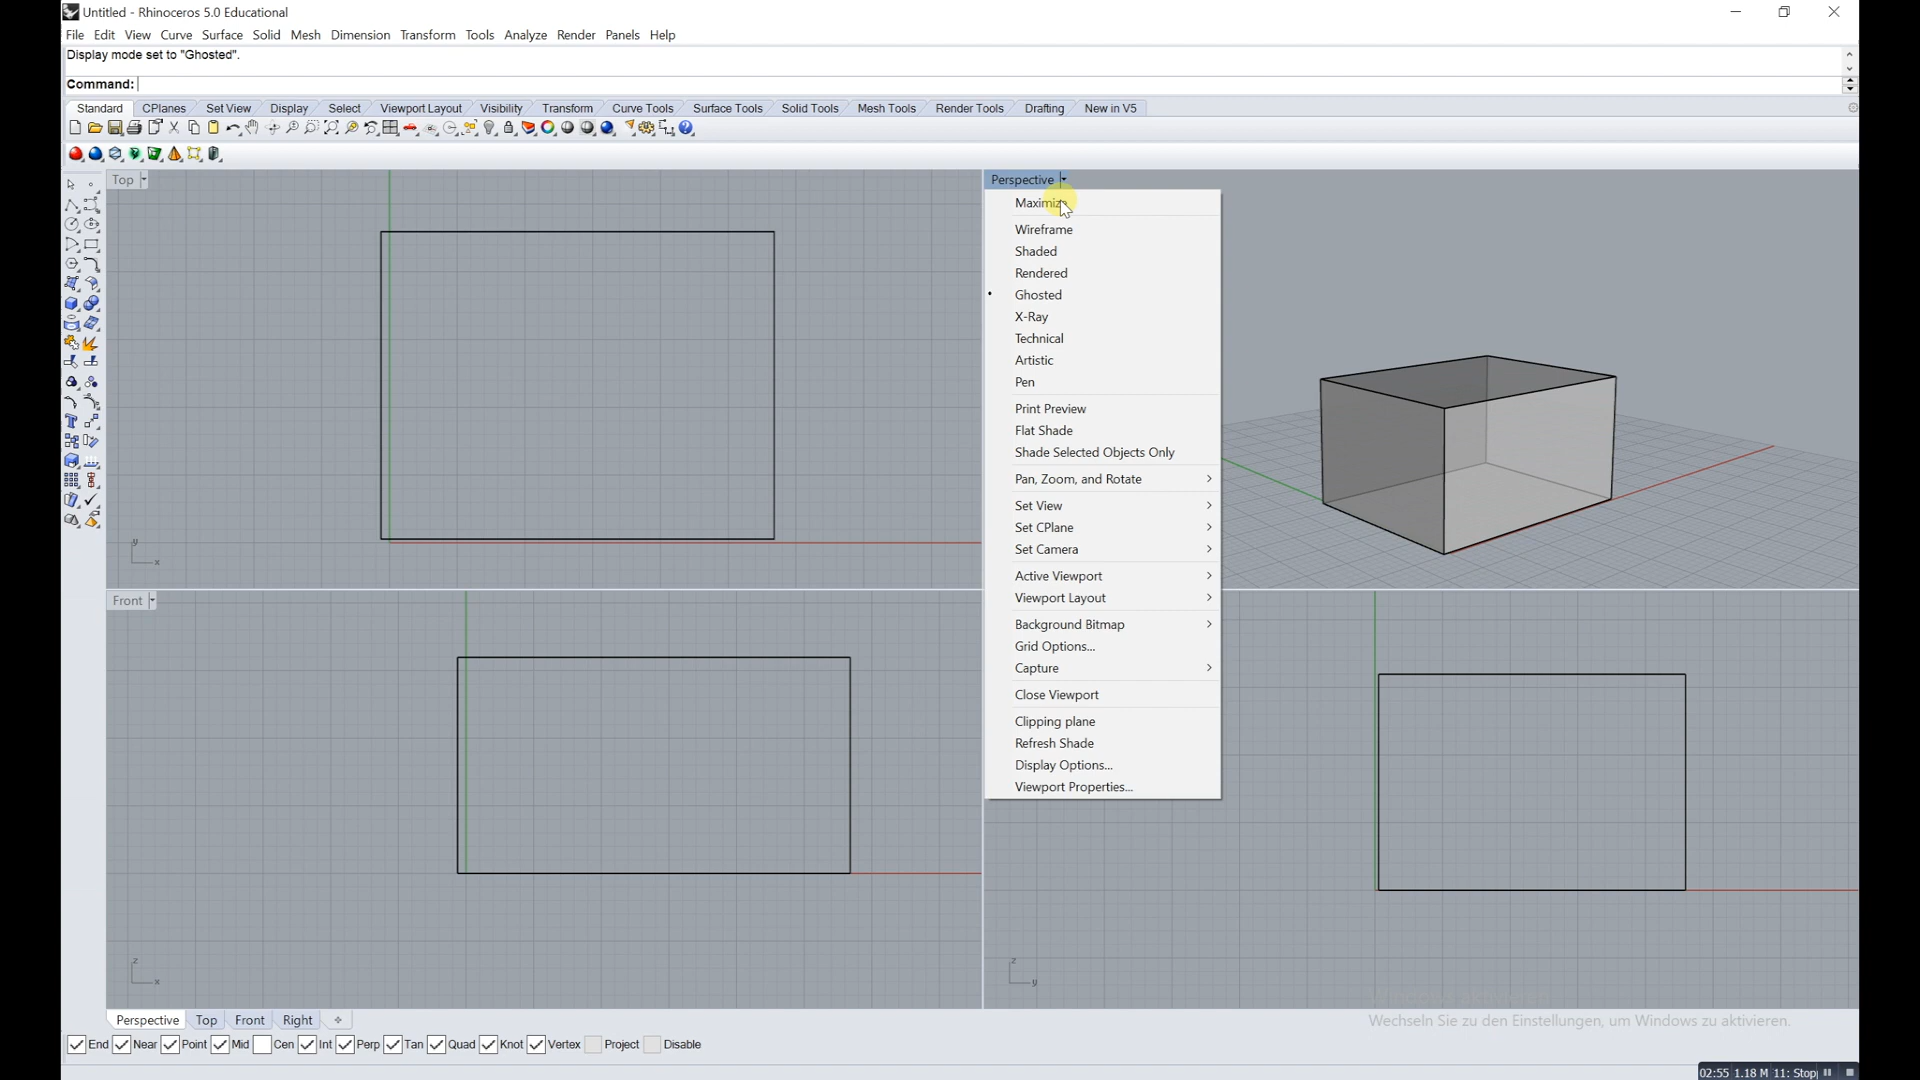 Untitled - Rhinoceros 5.0 Educational
File Edit View Curve Surface Solid Mesh Dimension Transform Tools Analyze Render Panels Help
Display mode set to "Ghosted".
Command:
Standard CPlanes Set View Display Select Viewport Layout Visibility Transform Curve Tools Surface Tools Solid Tools Mesh Tools Render Tools Drafting New in V5
Top
Perspective
Maximize
Wireframe
Shaded
Rendered
Ghosted
X-Ray
Technical
Artistic
Pen
Print Preview
Flat Shade
Shade Selected Objects Only
Pan, Zoom, and Rotate
Set View
Set CPlane
Set Camera
Active Viewport
Viewport Layout
Background Bitmap
Grid Options...
Capture
Close Viewport
Clipping plane
Refresh Shade
Display Options...
Viewport Properties...
y
x
Front
z
x
z
y
Perspective Top Front Right
Wechseln Sie zu den Einstellungen, um Windows zu aktivieren.
End Near Point Mid Cen Int Perp Tan Quad Knot Vertex Project Disable
02:55 1.18 M 11: Stop